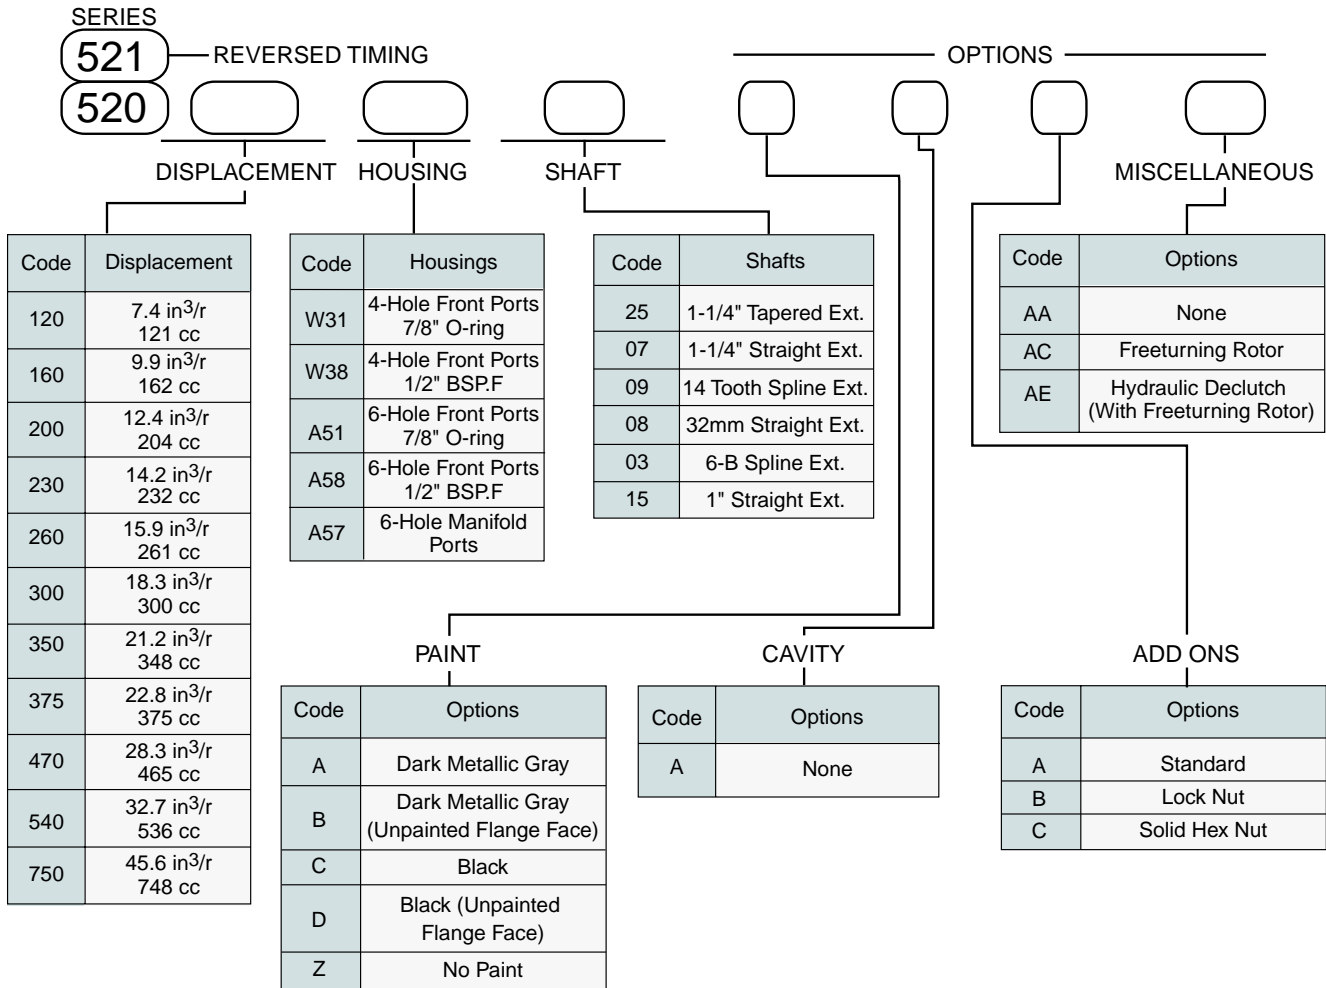 SERIES
521
REVERSED TIMING
OPTIONS
520
DISPLACEMENT
HOUSING
SHAFT
MISCELLANEOUS
Code Displacement
120 7.4 in3/r
121 cc
160 9.9 in3/r
162 cc
200 12.4 in3/r
204 cc
230 14.2 in3/r
232 cc
260 15.9 in3/r
261 cc
300 18.3 in3/r
300 cc
350 21.2 in3/r
348 cc
375 22.8 in3/r
375 cc
470 28.3 in3/r
465 cc
540 32.7 in3/r
536 cc
750 45.6 in3/r
748 cc
Code Housings
W31 4-Hole Front Ports
7/8" O-ring
W38 4-Hole Front Ports
1/2" BSP.F
A51 6-Hole Front Ports
7/8" O-ring
A58 6-Hole Front Ports
1/2" BSP.F
A57 6-Hole Manifold
Ports
Code Shafts
25 1-1/4" Tapered Ext.
07 1-1/4" Straight Ext.
09 14 Tooth Spline Ext.
08 32mm Straight Ext.
03 6-B Spline Ext.
15 1" Straight Ext.
Code Options
AA None
AC Freeturning Rotor
AE Hydraulic Declutch
(With Freeturning Rotor)
PAINT
Code Options
A Dark Metallic Gray
B Dark Metallic Gray
(Unpainted Flange Face)
C Black
D Black (Unpainted
Flange Face)
Z No Paint
CAVITY
Code Options
A None
ADD ONS
Code Options
A Standard
B Lock Nut
C Solid Hex Nut